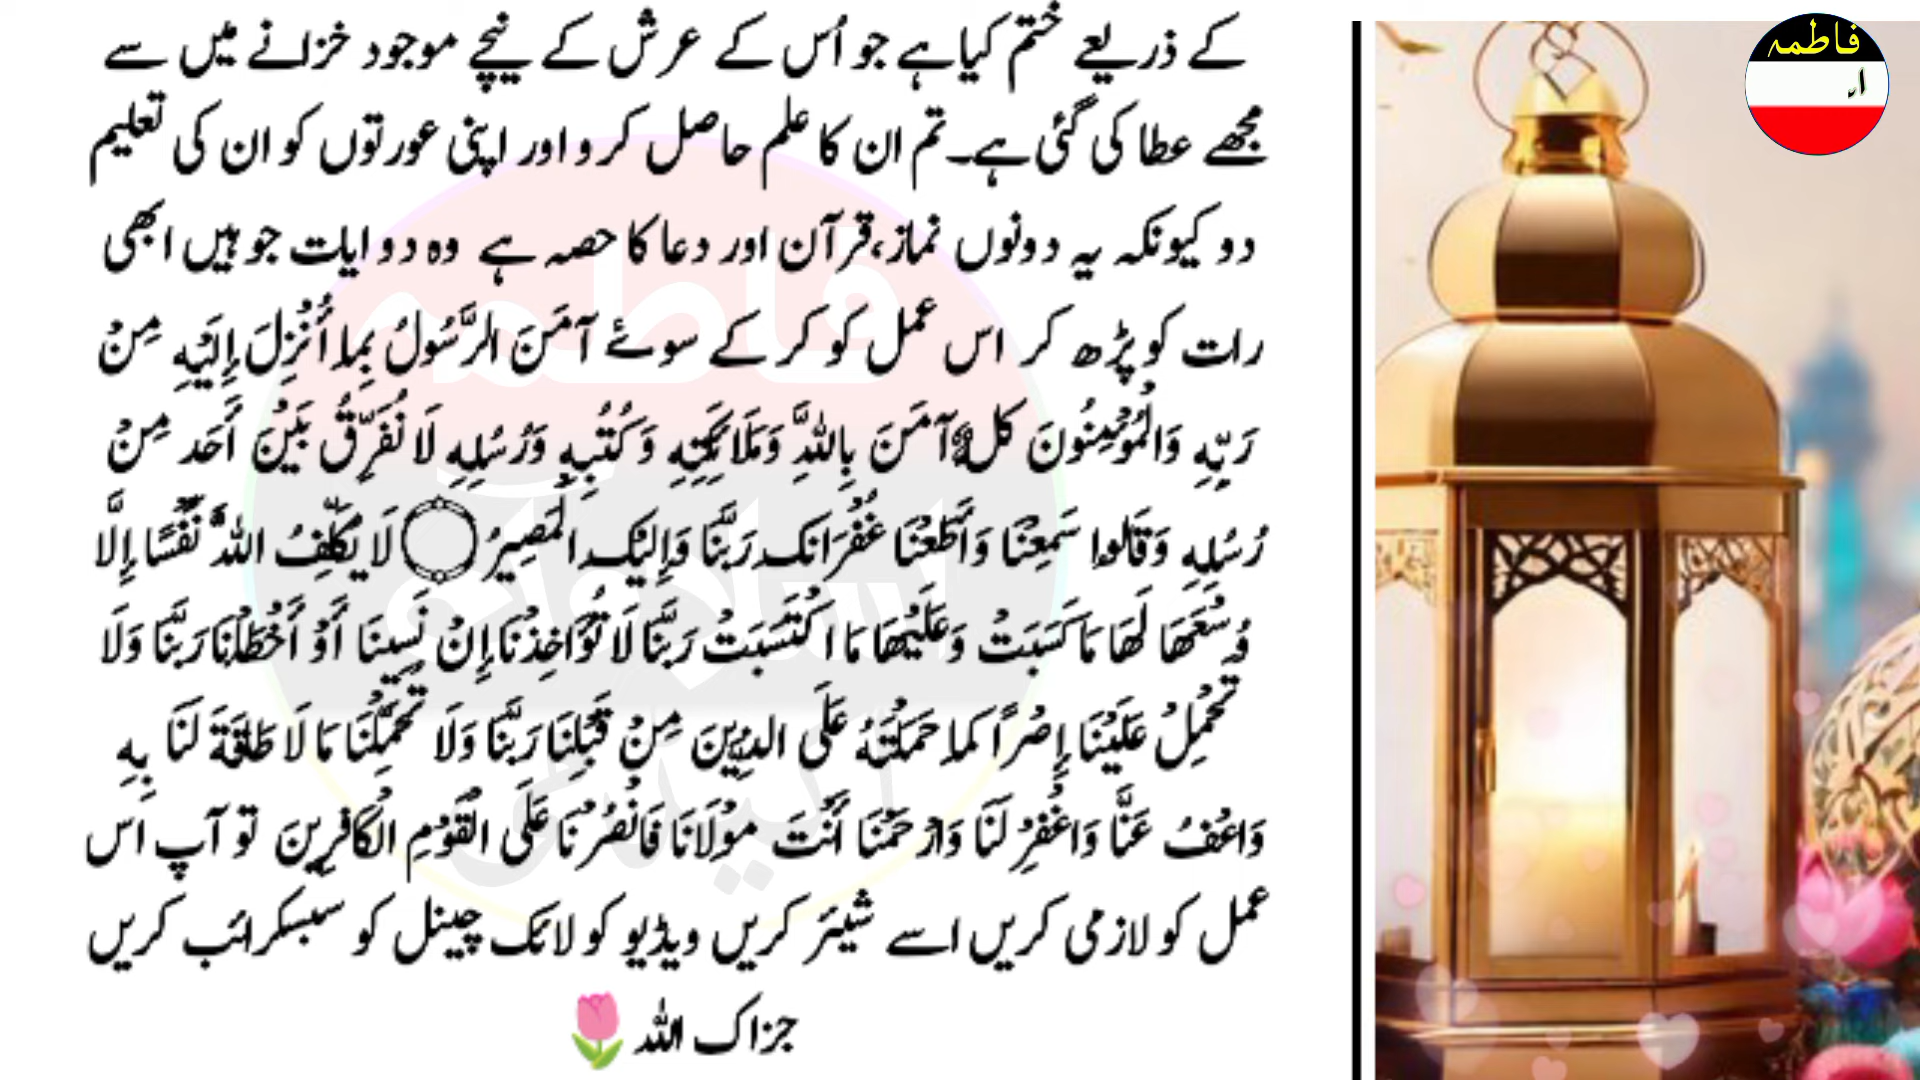 کے ذریعے ختم کیا ہے جو اُس کے عرش کے نیچے موجود خزانے میں سے
مجھے عطا کی گئی ہے۔ تم ان کا علم حاصل کرو اور اپنی عورتوں کو ان کی تعلیم
دو کیونکہ یہ دونوں نماز،قرآن اور دعا کا حصہ ہے وہ دو ایات جو ہیں ابھی
رات کو پڑھ کر اس عمل کو کر کے سوئے آمَنَ الرَّسُولُ بِمَا أُنْزِلَ إِلَيْهِ مِنْ
رَبِّهِ وَالْمُؤْمِنُونَ كُلٌّ آمَنَ بِاللَّهِ وَمَلَائِكَتِهِ وَكُتُبِهِ وَرُسُلِهِ لَا نُفَرِّقُ بَيْنَ أَحَدٍ مِنْ
رُسُلِهِ وَقَالُوا سَمِعْنَا وَأَطَعْنَا غُفْرَانَكَ رَبَّنَا وَإِلَيْكَ الْمَصِيرُ لَا يُكَلِّفُ اللَّهُ نَفْسًا إِلَّا
وُسْعَهَا لَهَا مَا كَسَبَتْ وَعَلَيْهَا مَا اكْتَسَبَتْ رَبَّنَا لَا تُؤَاخِذْنَا إِنْ نَسِينَا أَوْ أَخْطَأْنَا رَبَّنَا وَلَا
تَحْمِلْ عَلَيْنَا إِصْرًا كَمَا حَمَلْتَهُ عَلَى الَّذِينَ مِنْ قَبْلِنَا رَبَّنَا وَلَا تُحَمِّلْنَا مَا لَا طَاقَةَ لَنَا بِهِ
وَاعْفُ عَنَّا وَاغْفِرْ لَنَا وَارْحَمْنَا أَنْتَ مَوْلَانَا فَانْصُرْنَا عَلَى الْقَوْمِ الْكَافِرِينَ تو آپ اس
عمل کو لازمی کریں اسے شیئر کریں ویڈیو کو لائک چینل کو سبسکرائب کریں
جزاک اللہ
فاطمہ